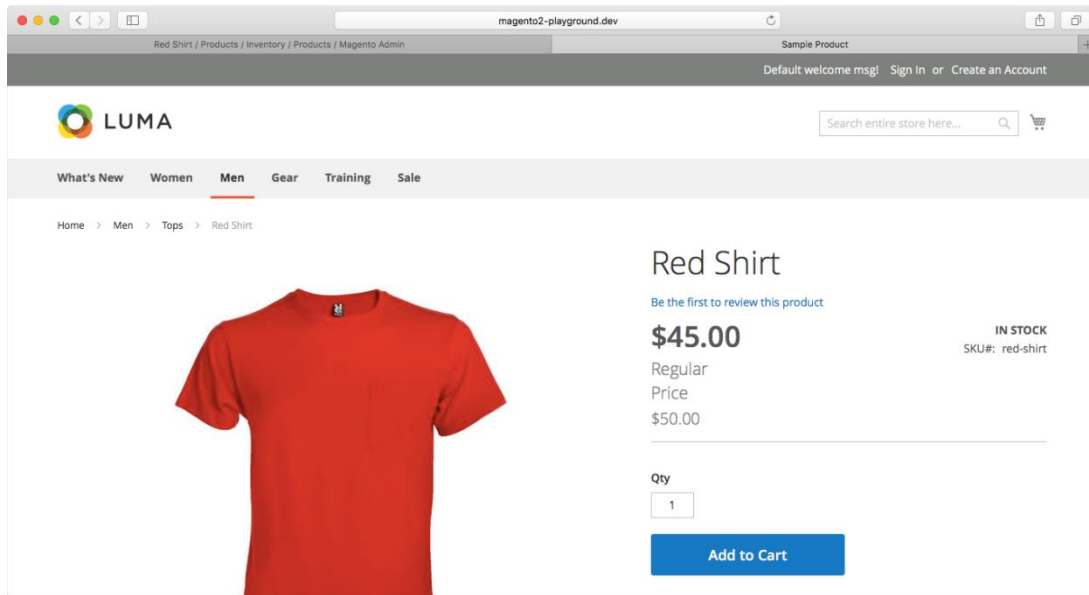 magento2-playground.dev
Red Shirt / Products / Inventory / Products / Magento Admin
Sample Product
Default welcome msg! Sign In or Create an Account
LUMA
Search entire store here...
What's New Women Men Gear Training Sale
Home > Men > Tops > Red Shirt
Red Shirt
Be the first to review this product
$45.00
IN STOCK
SKU#: red-shirt
Regular
Price
$50.00
Qty
1
Add to Cart